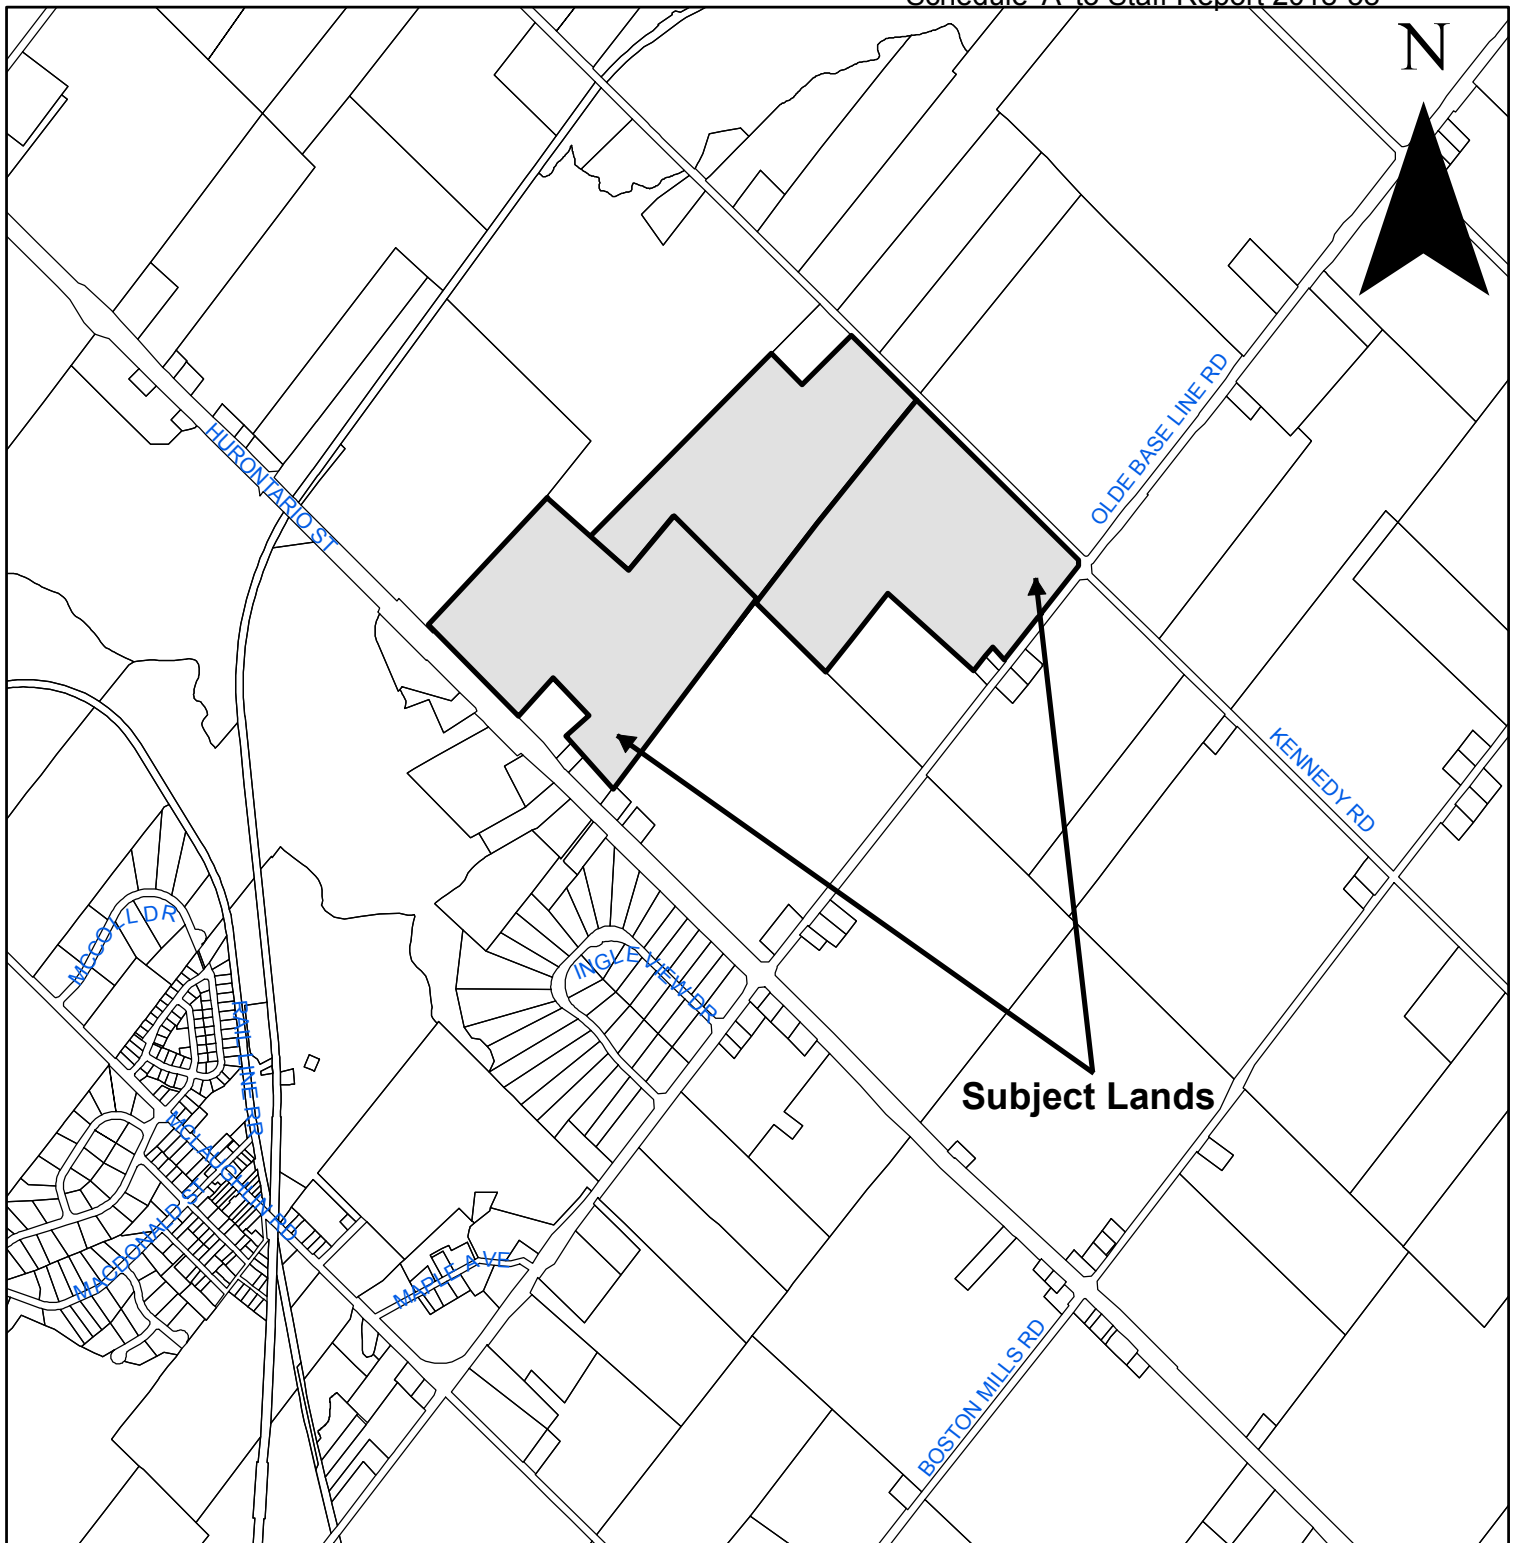 N
OLDE BASE LINE RD
HURONTARIO ST
KENNEDY RD
MCCOLL DR
INGLEVIEW DR
RAIL LINE RR
Subject Lands
MCLAUGHLIN RD
MACDONALD ST
MAPLE AVE
BOSTON MILLS RD